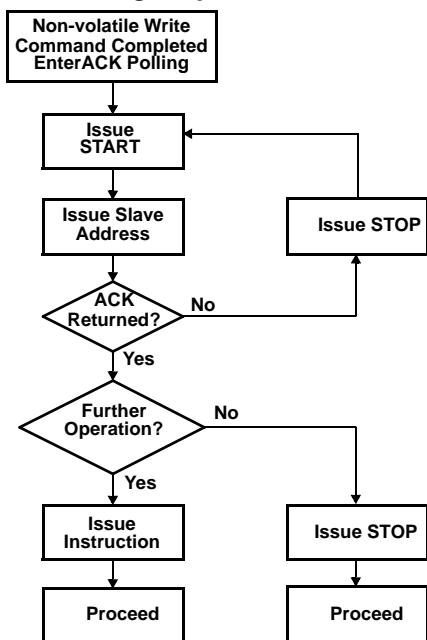 Non-volatile Write
Command Completed
EnterACK Polling
Issue
START
Issue Slave
Address
Issue STOP
ACK
Returned?
No
Yes
Further
Operation?
No
Yes
Issue
Instruction
Issue STOP
Proceed
Proceed